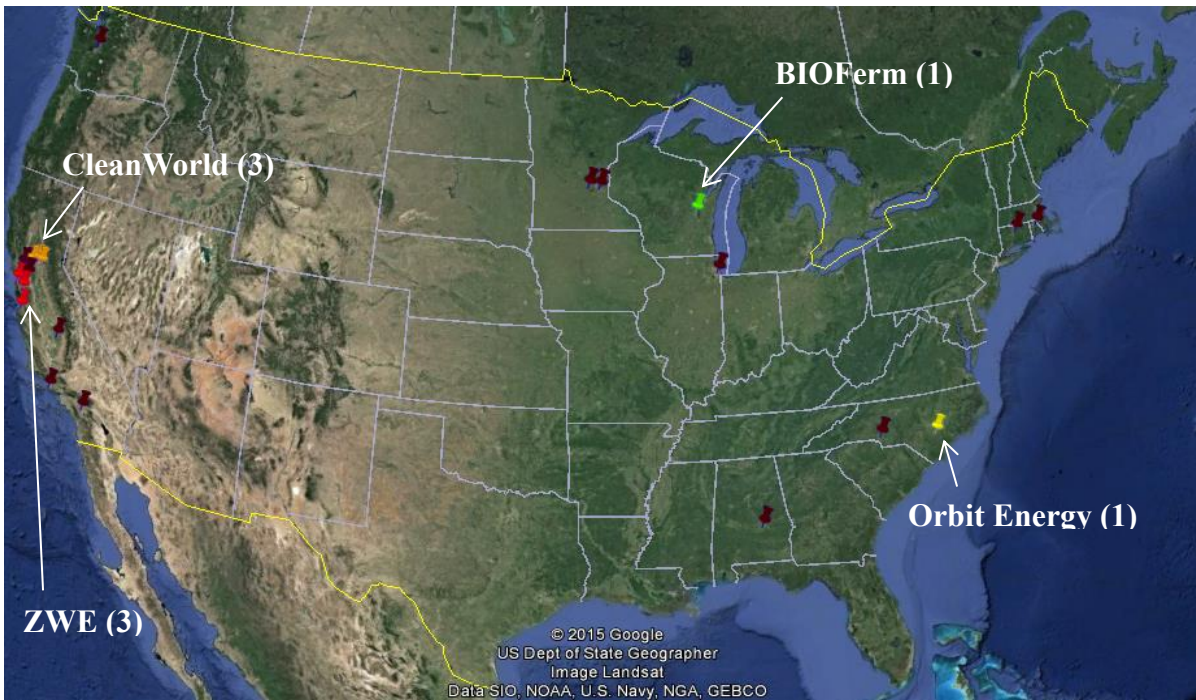 BIOFerm (1)
CleanWorld (3)
Orbit Energy (1)
ZWE (3)
© 2015 Google
US Dept of State Geographer
Image Landsat
Data SIO, NOAA, U.S. Navy, NGA, GEBCO